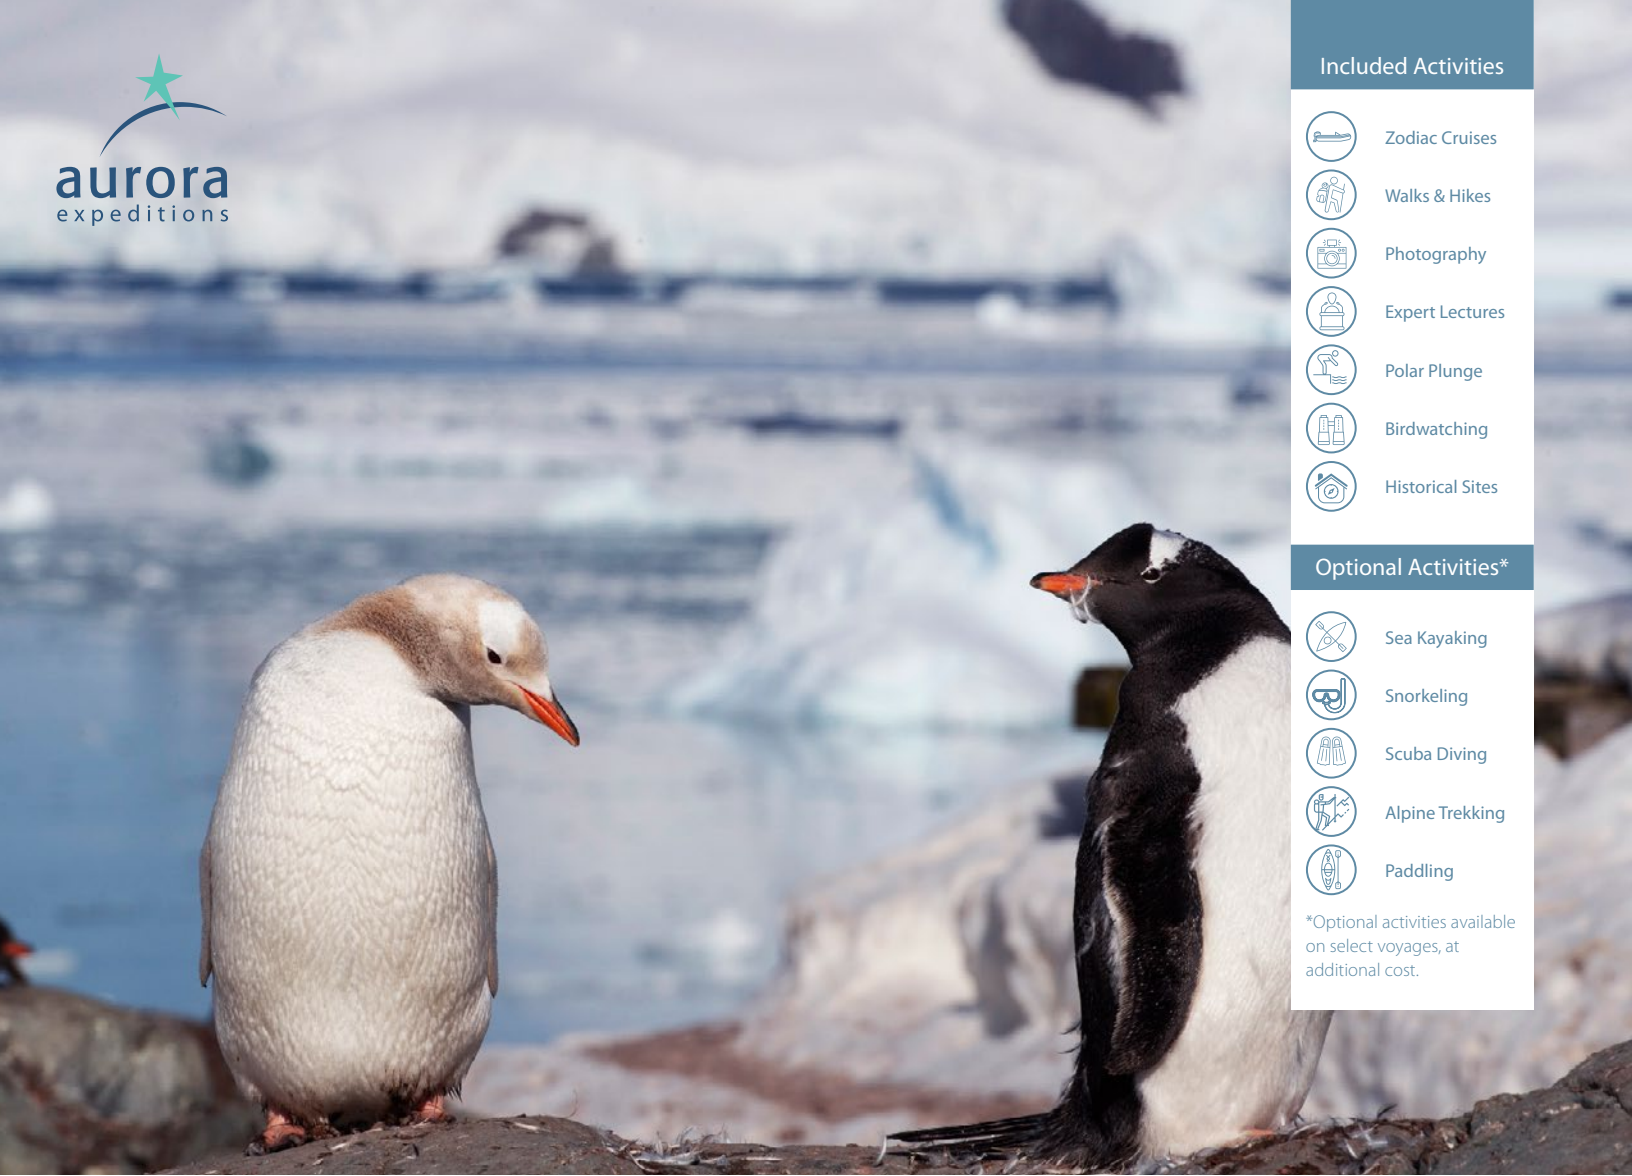 aurora
expeditions
Included Activities
Zodiac Cruises
Walks & Hikes
Photography
Expert Lectures
Polar Plunge
Birdwatching
Historical Sites
Optional Activities*
Sea Kayaking
Snorkeling
Scuba Diving
Alpine Trekking
Paddling
*Optional activities available
on select voyages, at
additional cost.